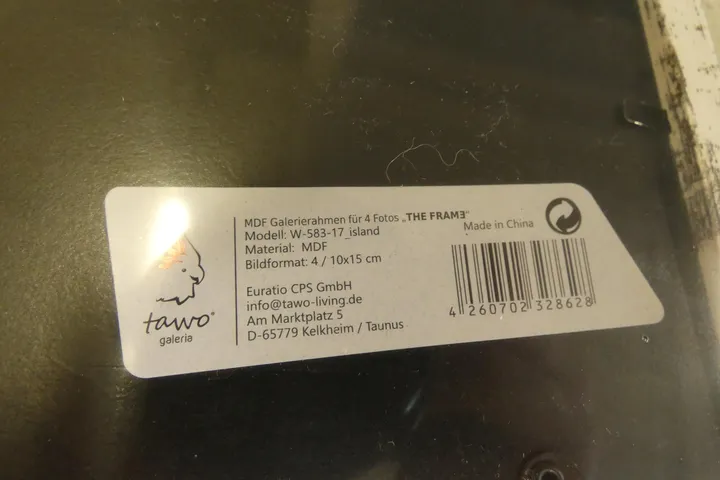 MDF Galerierahmen für 4 Fotos „THE FRAMƎ“
Modell: W-583-17_island
Material: MDF
Bildformat: 4 / 10x15 cm
Euratio CPS GmbH
info@tawo-living.de
Am Marktplatz 5
D-65779 Kelkheim / Taunus
tawo®
galeria
Made in China
4 260702 328628